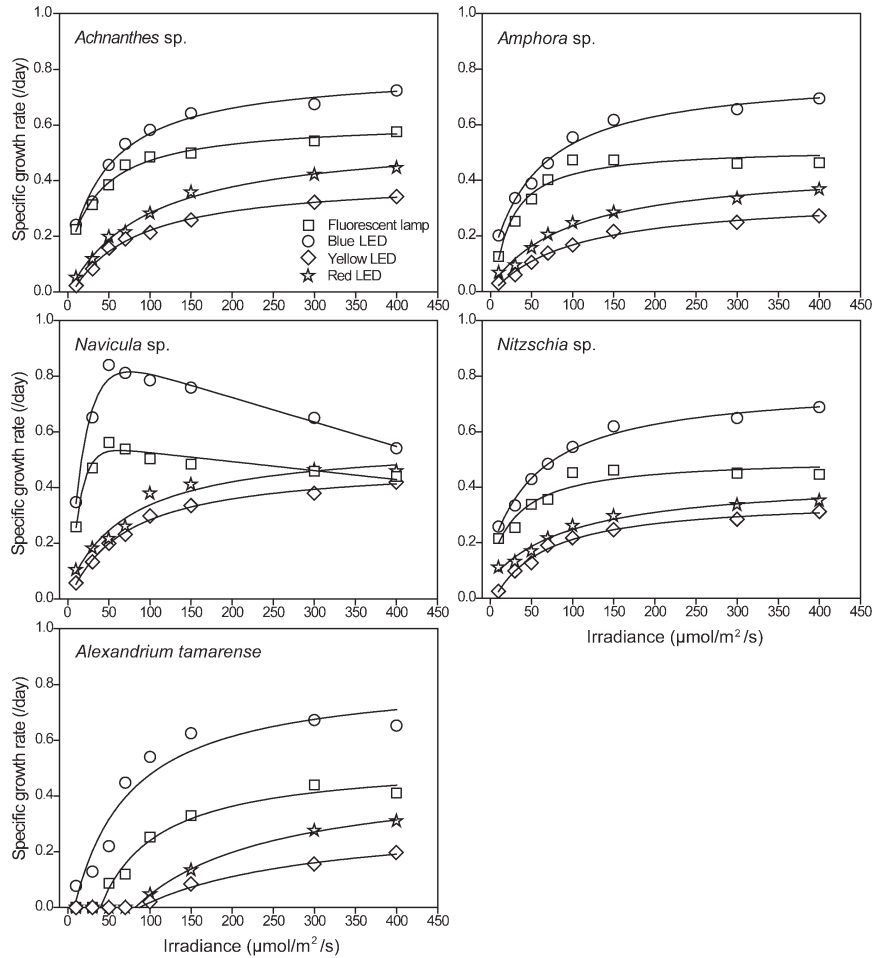 Achnanthes sp.
Specific growth rate (/day)
1.0
0.8
0.6
0.4
0.2
0.0
0 50 100 150 200 250 300 350 400 450
Fluorescent lamp
Blue LED
Yellow LED
Red LED
Amphora sp.
1.0
0.8
0.6
0.4
0.2
0.0
0 50 100 150 200 250 300 350 400 450
Navicula sp.
Specific growth rate (/day)
1.0
0.8
0.6
0.4
0.2
0.0
0 50 100 150 200 250 300 350 400 450
Nitzschia sp.
1.0
0.8
0.6
0.4
0.2
0.0
0 50 100 150 200 250 300 350 400 450
Irradiance (μmol/m²/s)
Alexandrium tamarense
Specific growth rate (/day)
1.0
0.8
0.6
0.4
0.2
0.0
0 50 100 150 200 250 300 350 400 450
Irradiance (μmol/m²/s)